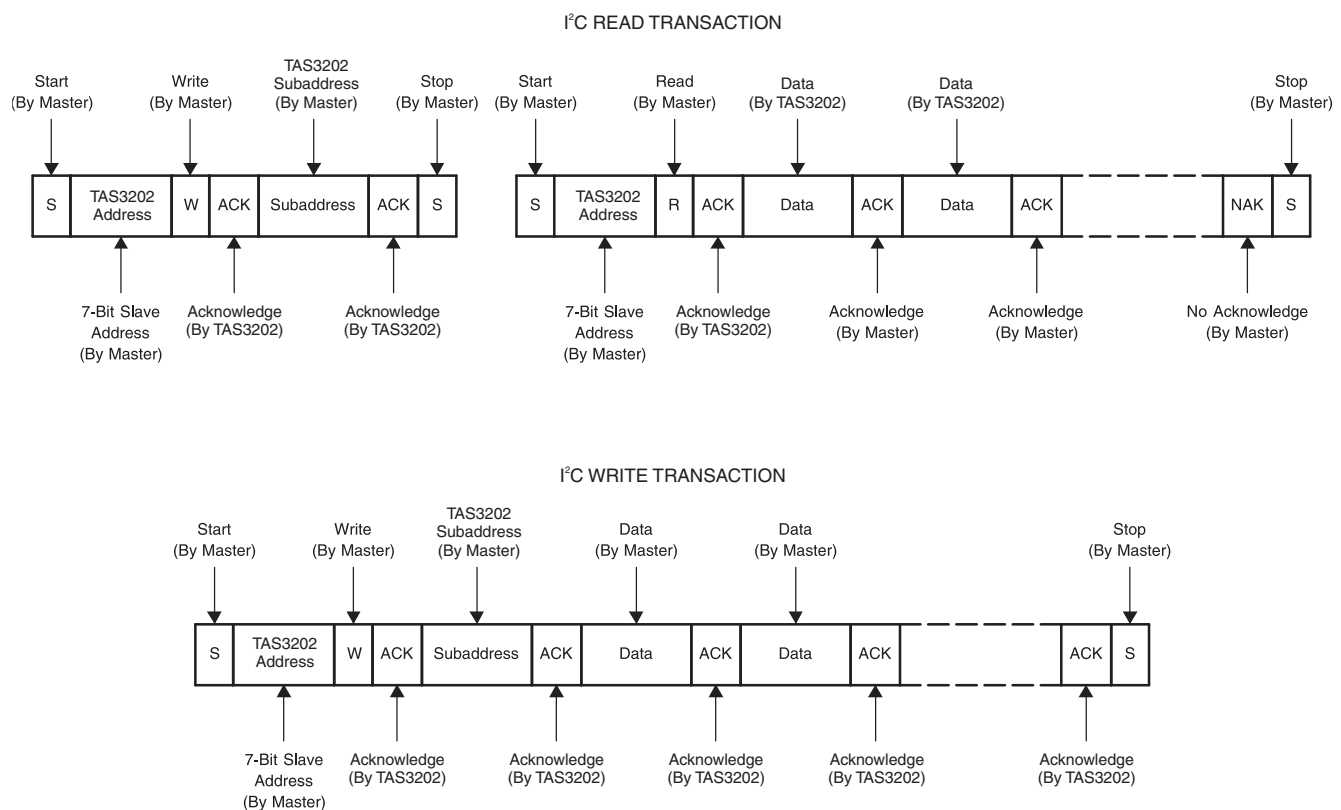 I²C READ TRANSACTION
Start
(By Master)
Write
(By Master)
TAS3202
Subaddress
(By Master)
Stop
(By Master)
Start
(By Master)
Read
(By Master)
Data
(By TAS3202)
Data
(By TAS3202)
Stop
(By Master)
S
TAS3202
Address
W
ACK
Subaddress
ACK
S
S
TAS3202
Address
R
ACK
Data
ACK
Data
ACK
NAK
S
7-Bit Slave
Address
(By Master)
Acknowledge
(By TAS3202)
Acknowledge
(By TAS3202)
7-Bit Slave
Address
(By Master)
Acknowledge
(By TAS3202)
Acknowledge
(By Master)
Acknowledge
(By Master)
No Acknowledge
(By Master)
I²C WRITE TRANSACTION
Start
(By Master)
Write
(By Master)
TAS3202
Subaddress
(By Master)
Data
(By Master)
Data
(By Master)
Stop
(By Master)
S
TAS3202
Address
W
ACK
Subaddress
ACK
Data
ACK
Data
ACK
ACK
S
7-Bit Slave
Address
(By Master)
Acknowledge
(By TAS3202)
Acknowledge
(By TAS3202)
Acknowledge
(By TAS3202)
Acknowledge
(By TAS3202)
Acknowledge
(By TAS3202)